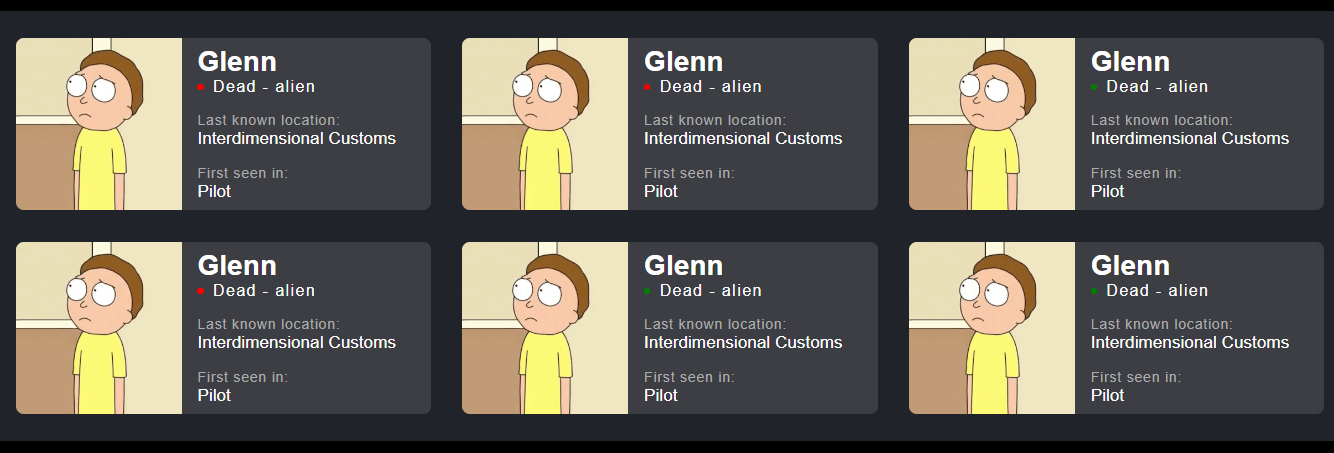 Glenn
Dead - alien
Last known location:
Interdimensional Customs
First seen in:
Pilot
Glenn
Dead - alien
Last known location:
Interdimensional Customs
First seen in:
Pilot
Glenn
Dead - alien
Last known location:
Interdimensional Customs
First seen in:
Pilot
Glenn
Dead - alien
Last known location:
Interdimensional Customs
First seen in:
Pilot
Glenn
Dead - alien
Last known location:
Interdimensional Customs
First seen in:
Pilot
Glenn
Dead - alien
Last known location:
Interdimensional Customs
First seen in:
Pilot